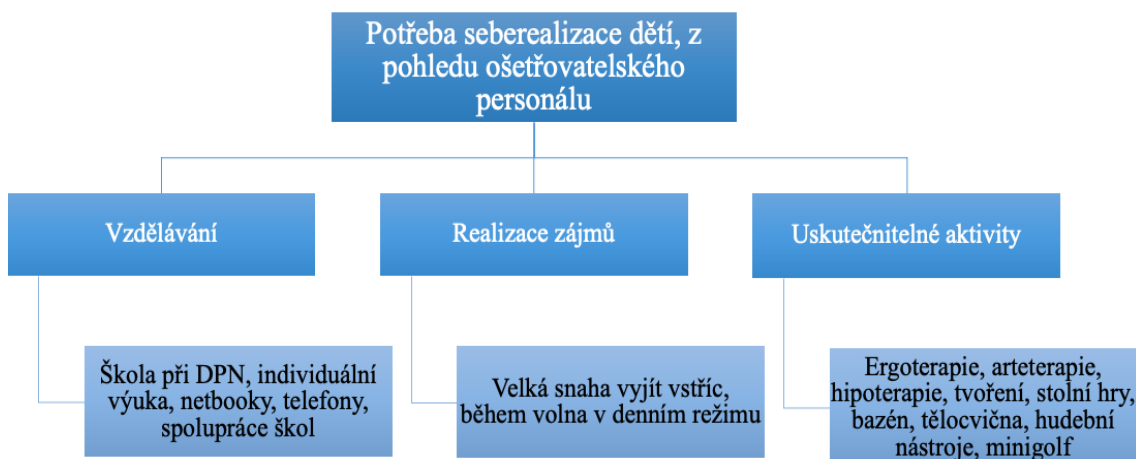 Potřeba seberealizace dětí, z
pohledu ošetřovatelského
personálu
Vzdělávání
Realizace zájmů
Uskutečnitelné aktivity
Škola při DPN, individuální
výuka, netbooky, telefony,
spolupráce škol
Velká snaha vyjít vstříc,
během volna v denním režimu
Ergoterapie, arteterapie,
hipoterapie, tvoření, stolní hry,
bazén, tělocvična, hudební
nástroje, minigolf